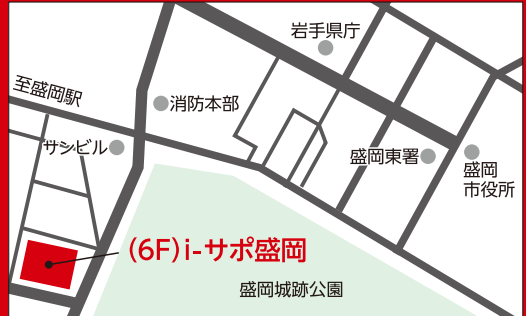 岩手県庁
至盛岡駅
消防本部
サンビル
盛岡東署
盛岡
市役所
(6F)i-サポ盛岡
盛岡城跡公園